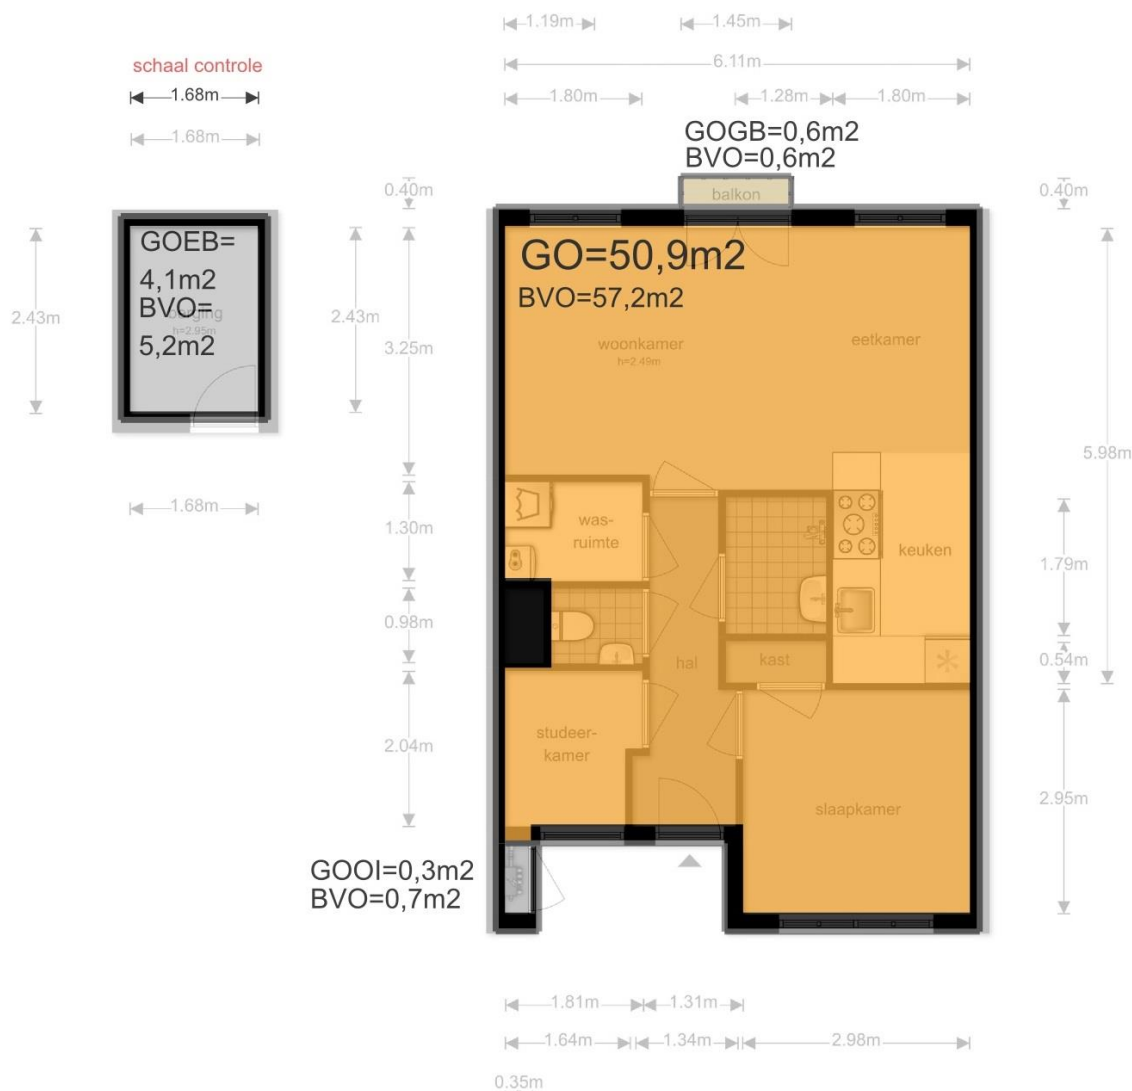 1.19m
1.45m
schaal controle
6.11m
1.68m
1.80m
1.28m
1.80m
1.68m
GOGB=0,6m2
BVO=0,6m2
0.40m
balkon
0.40m
GOEB=
4,1m2
BVO=
berging
h=2.95m
5,2m2
GO=50,9m2
BVO=57,2m2
2.43m
2.43m
3.25m
woonkamer
h=2.49m
eetkamer
5.98m
1.68m
1.30m
was-
ruimte
keuken
1.79m
0.98m
hal
kast
0.54m
2.04m
studeer-
kamer
slaapkamer
2.95m
GOOI=0,3m2
BVO=0,7m2
1.81m
1.31m
1.64m
1.34m
2.98m
0.35m